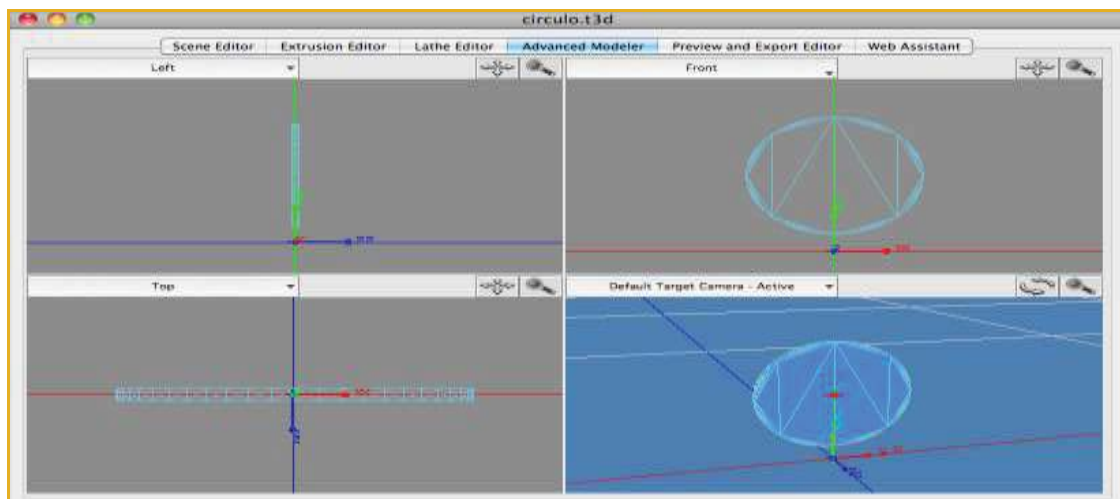 circulo.t3d
Scene Editor Extrusion Editor Lathe Editor Advanced Modeler Preview and Export Editor Web Assistant
Left
Front
Top
Default Target Camera - Active